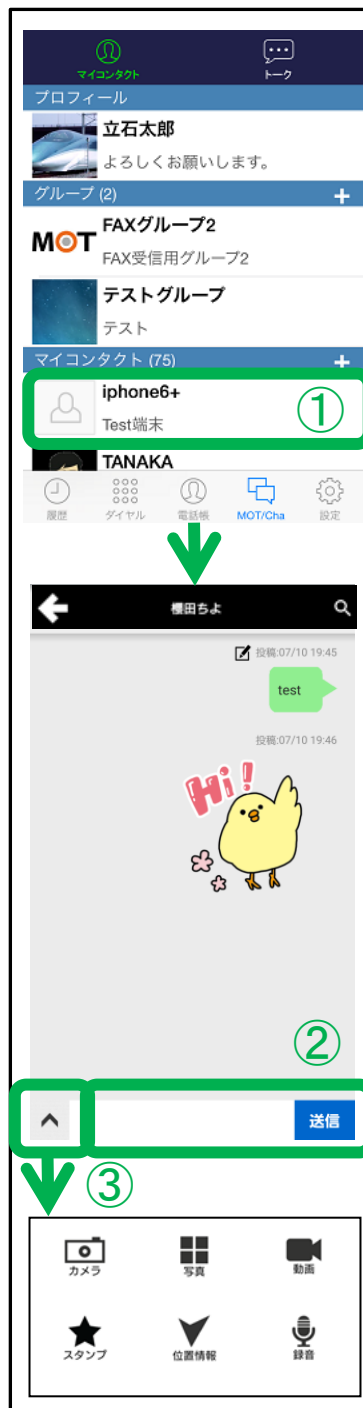 マイコンタクト
トーク
プロフィール
立石太郎
よろしくお願いします。
グループ (2)
+
MOT
FAXグループ2
FAX受信用グループ2
テストグループ
テスト
マイコンタクト (75)
+
iphone6+
Test端末
①
TANAKA
履歴
ダイヤル
電話帳
MOT/Cha
設定
櫻田ちよ
投稿:07/10 19:45
test
投稿:07/10 19:46
Hi!
②
送信
③
カメラ
写真
動画
スタンプ
位置情報
録音